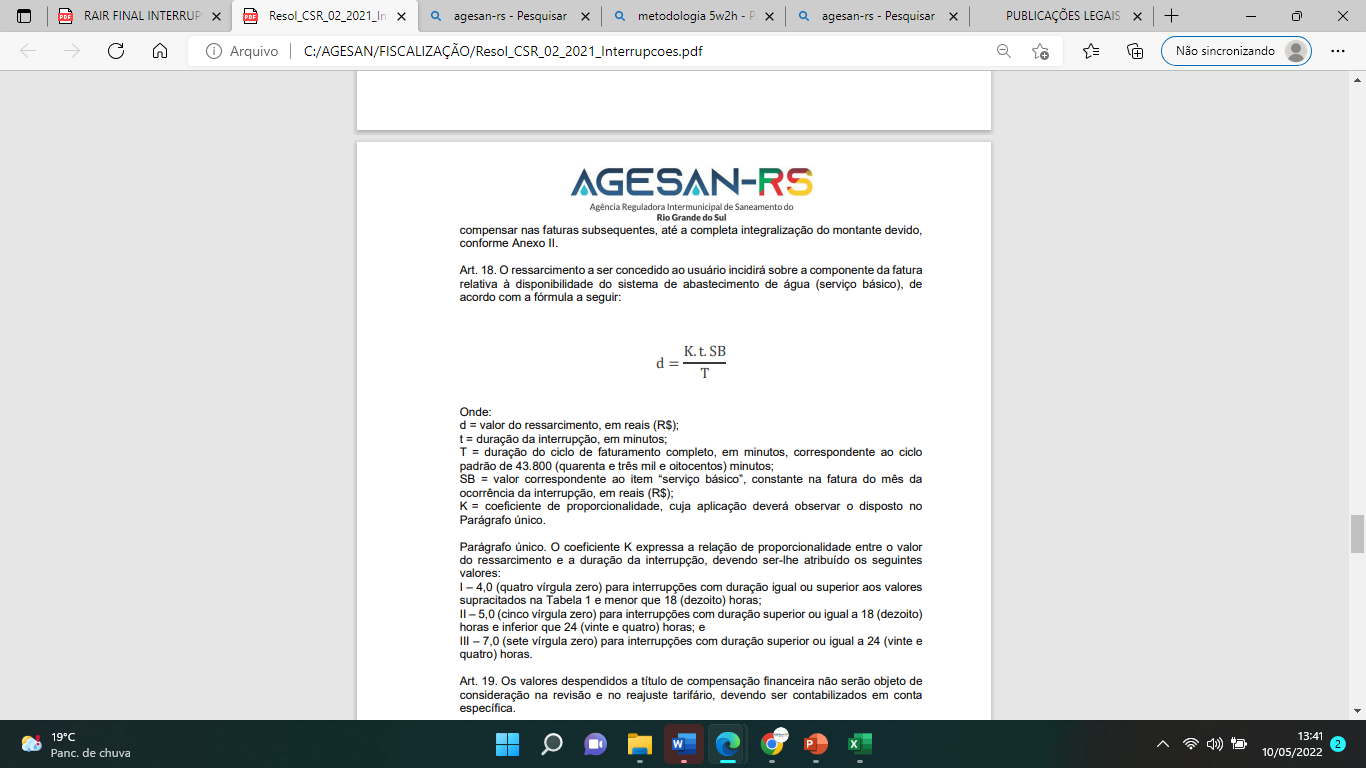 RAIR FINAL INTERRUP
Resol_CSR_02_2021_In
agesan-rs - Pesquisar
metodologia 5w2h - P
agesan-rs - Pesquisar
PUBLICAÇÕES LEGAIS
Arquivo
C:/AGESAN/FISCALIZAÇÃO/Resol_CSR_02_2021_Interrupcoes.pdf
Não sincronizando
AGESAN-RS
Agência Reguladora Intermunicipal de Saneamento do
Rio Grande do Sul
compensar nas faturas subsequentes, até a completa integralização do montante devido,
conforme Anexo II.
Art. 18. O ressarcimento a ser concedido ao usuário incidirá sobre a componente da fatura
relativa à disponibilidade do sistema de abastecimento de água (serviço básico), de
acordo com a fórmula a seguir:
d = K. t. SB / T
Onde:
d = valor do ressarcimento, em reais (R$);
t = duração da interrupção, em minutos;
T = duração do ciclo de faturamento completo, em minutos, correspondente ao ciclo
padrão de 43.800 (quarenta e três mil e oitocentos) minutos;
SB = valor correspondente ao item “serviço básico”, constante na fatura do mês da
ocorrência da interrupção, em reais (R$);
K = coeficiente de proporcionalidade, cuja aplicação deverá observar o disposto no
Parágrafo único.
Parágrafo único. O coeficiente K expressa a relação de proporcionalidade entre o valor
do ressarcimento e a duração da interrupção, devendo ser-lhe atribuído os seguintes
valores:
I – 4,0 (quatro vírgula zero) para interrupções com duração igual ou superior aos valores
supracitados na Tabela 1 e menor que 18 (dezoito) horas;
II – 5,0 (cinco vírgula zero) para interrupções com duração superior ou igual a 18 (dezoito)
horas e inferior que 24 (vinte e quatro) horas; e
III – 7,0 (sete vírgula zero) para interrupções com duração superior ou igual a 24 (vinte e
quatro) horas.
Art. 19. Os valores despendidos a título de compensação financeira não serão objeto de
consideração na revisão e no reajuste tarifário, devendo ser contabilizados em conta
específica.
19°C
Panc. de chuva
13:41
10/05/2022
2